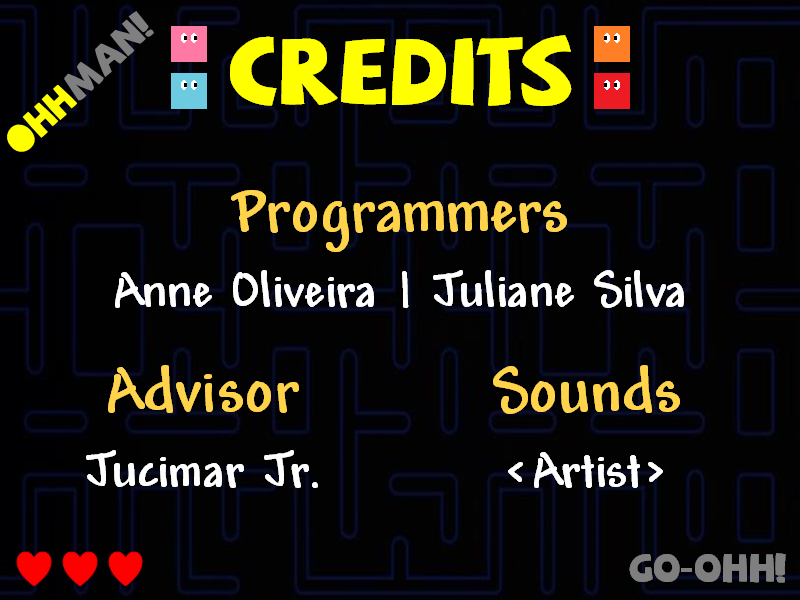 OHHMAN!
CREDITS
Programmers
Anne Oliveira | Juliane Silva
Advisor
Sounds
Jucimar Jr.
<Artist>
GO-OHH!